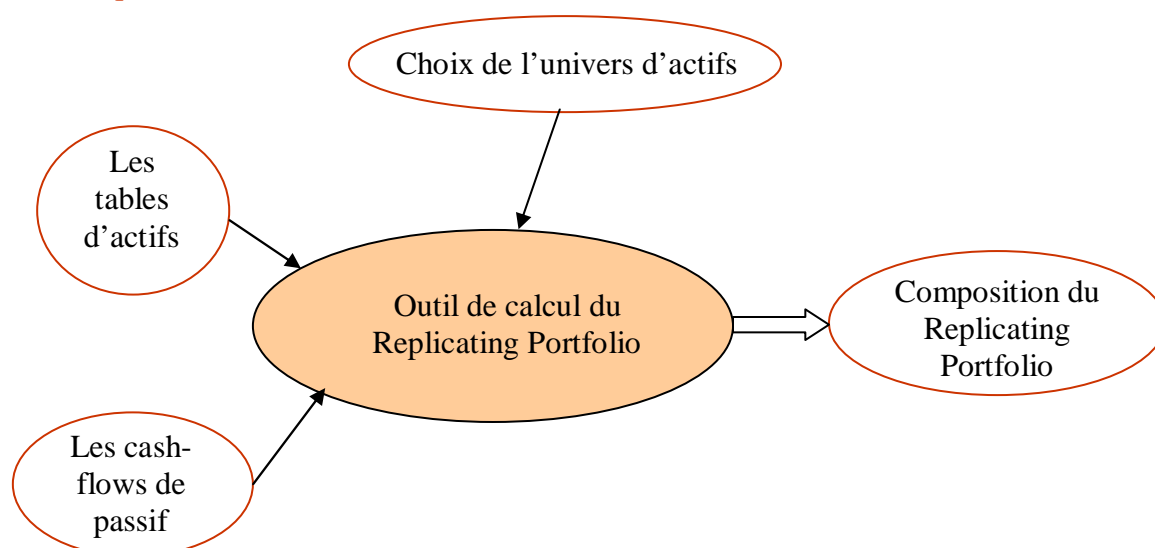 Choix de l'univers d'actifs
Les
tables
d'actifs
Outil de calcul du
Replicating Portfolio
Composition du
Replicating
Portfolio
Les cash-
flows de
passif